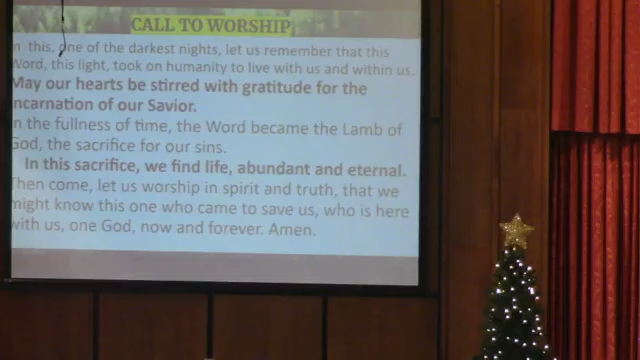 CALL TO WORSHIP
n this, one of the darkest nights, let us remember that this
Word, this light, took on humanity to live with us and within us.
May our hearts be stirred with gratitude for the
ncarnation of our Savior.
n the fullness of time, the Word became the Lamb of
God, the sacrifice for our sins.
In this sacrifice, we find life, abundant and eternal.
Then come, let us worship in spirit and truth, that we
might know this one who came to save us, who is here
with us, one God, now and forever. Amen.